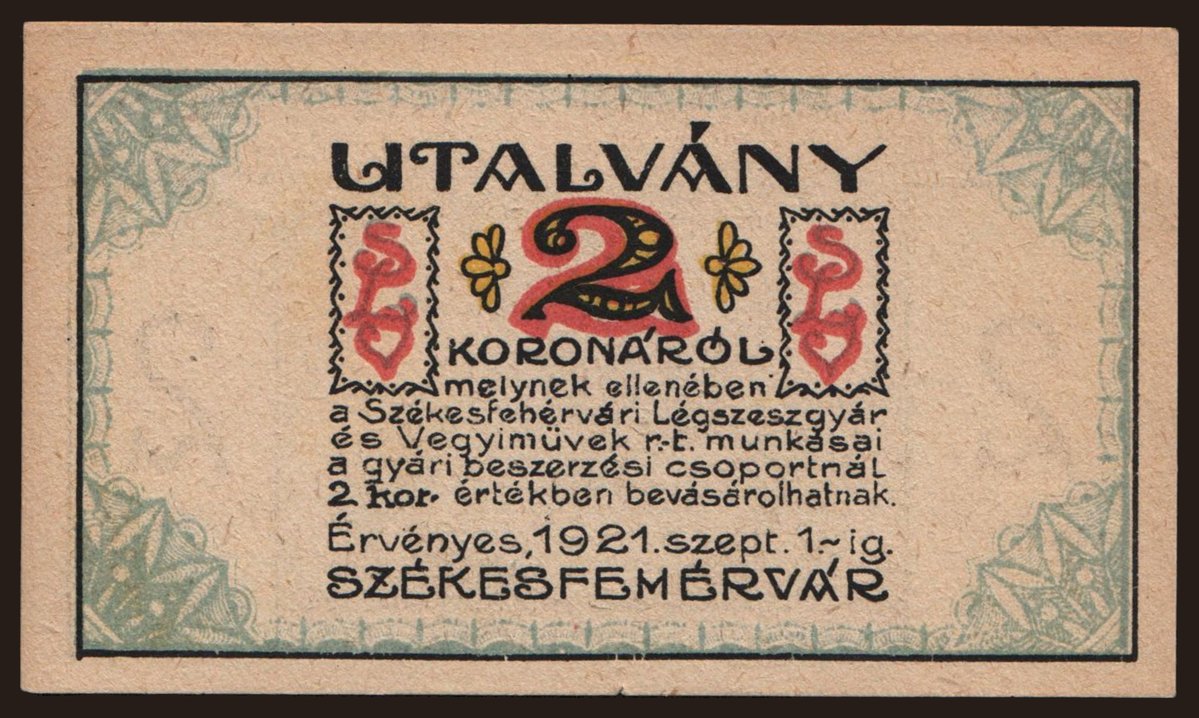 UTALVÁNY
2
KORONÁRÓL
melynek ellenében
a Székesfehérvári Légszeszgyár
és Vegyiművek r.-t. munkásai
a gyári beszerzési csoportnál
2 kor. értékben bevásárolhatnak.
Érvényes, 1921. szept. 1.~ig.
SZÉKESFEHÉRVÁR